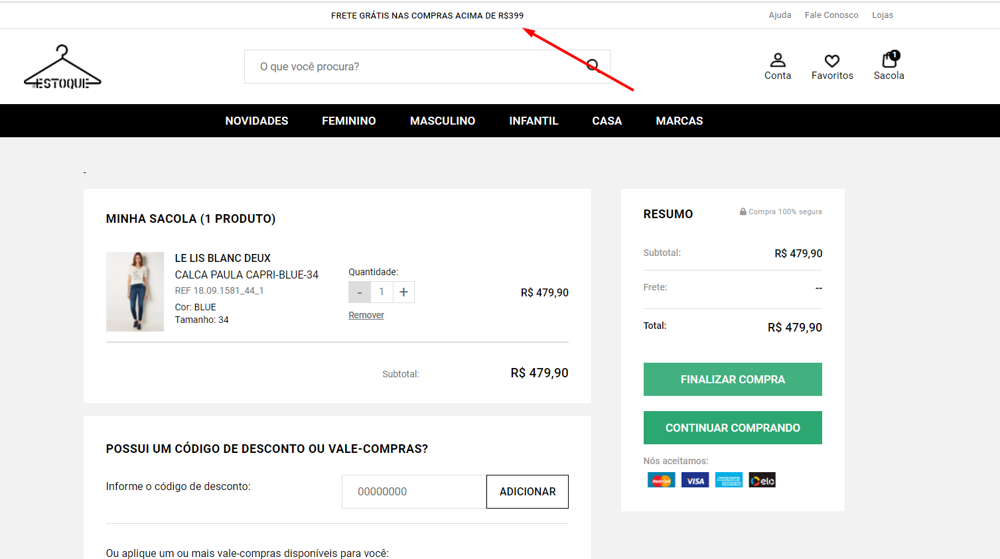 FRETE GRÁTIS NAS COMPRAS ACIMA DE R$399
Ajuda Fale Conosco Lojas
ESTOQUE
O que você procura?
Conta Favoritos 1 Sacola
NOVIDADES FEMININO MASCULINO INFANTIL CASA MARCAS
-
MINHA SACOLA (1 PRODUTO)
LE LIS BLANC DEUX
CALCA PAULA CAPRI-BLUE-34
REF 18.09.1581_44_1
Cor: BLUE
Tamanho: 34
Quantidade:
- 1 +
Remover
R$ 479,90
Subtotal: R$ 479,90
RESUMO
Compra 100% segura
Subtotal: R$ 479,90
Frete: --
Total: R$ 479,90
FINALIZAR COMPRA
CONTINUAR COMPRANDO
Nós aceitamos:
MasterCard VISA AMERICAN EXPRESS elo
POSSUI UM CÓDIGO DE DESCONTO OU VALE-COMPRAS?
Informe o código de desconto: 00000000 ADICIONAR
Ou aplique um ou mais vale-compras disponíveis para você: